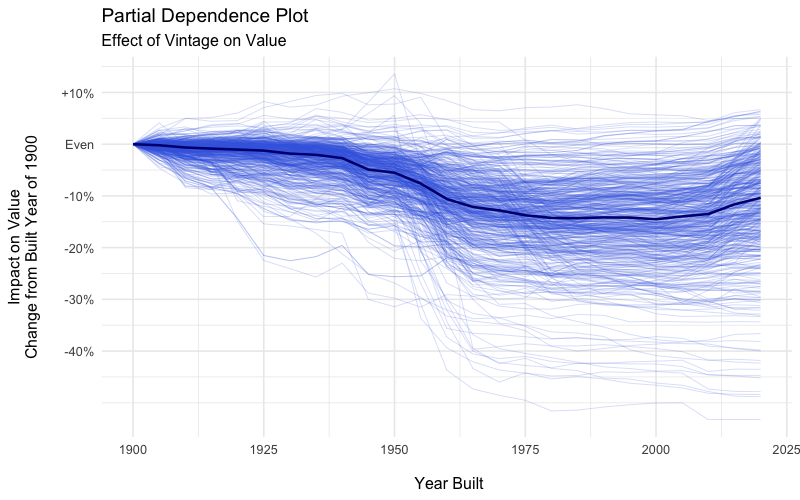 Partial Dependence Plot
Effect of Vintage on Value
+10%
Even
-10%
-20%
-30%
-40%
Impact on Value
Change from Built Year of 1900
1900
1925
1950
1975
2000
2025
Year Built